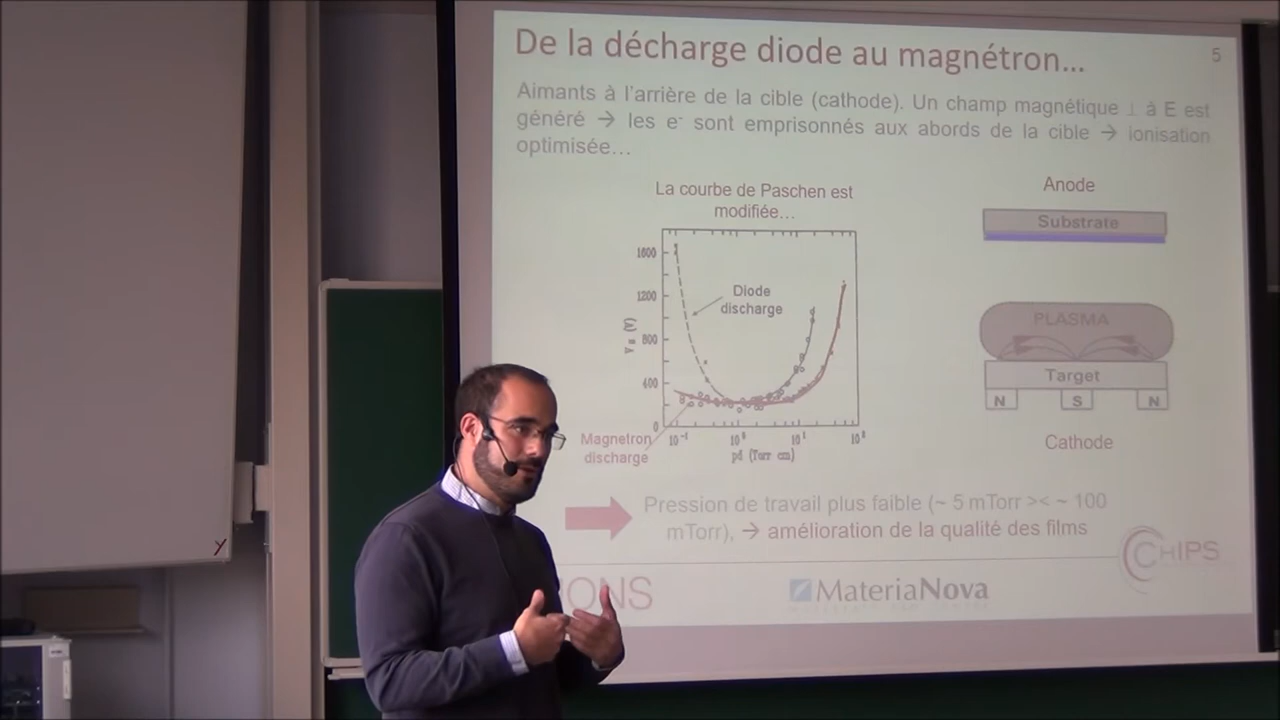 De la décharge diode au magnétron...
5
Aimants à l'arrière de la cible (cathode). Un champ magnétique ⊥ à E est
généré → les e- sont emprisonnés aux abords de la cible → ionisation
optimisée...
La courbe de Paschen est
modifiée...
1600
1200
800
400
0
V (V)
Diode
discharge
Magnetron
discharge
10⁻¹ 10⁰ 10¹
pd (Torr cm)
Anode
Substrate
PLASMA
Target
N S N
Cathode
Pression de travail plus faible (~ 5 mTorr >< ~ 100
mTorr), → amélioration de la qualité des films
ONS
MateriaNova
CHIPS